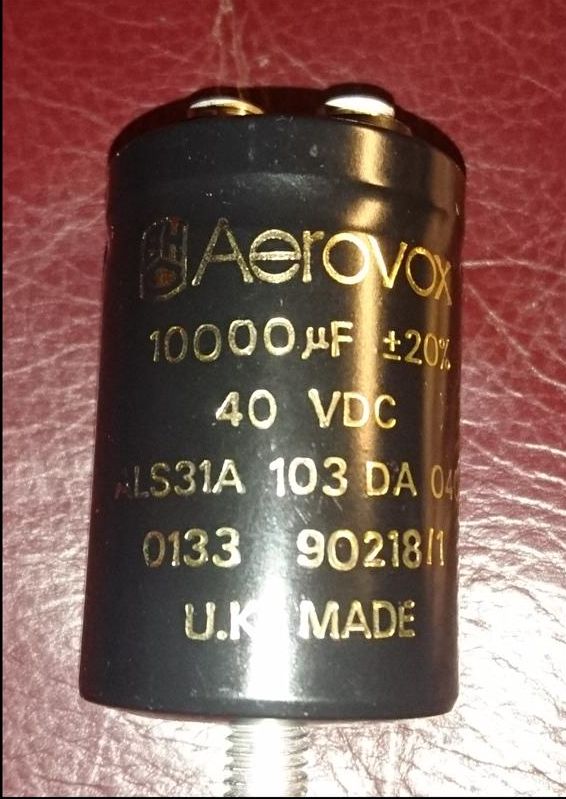 Aerovox
10000µF ±20%
40 VDC
ALS31A 103 DA 04
0133 90218/1
U.K. MADE